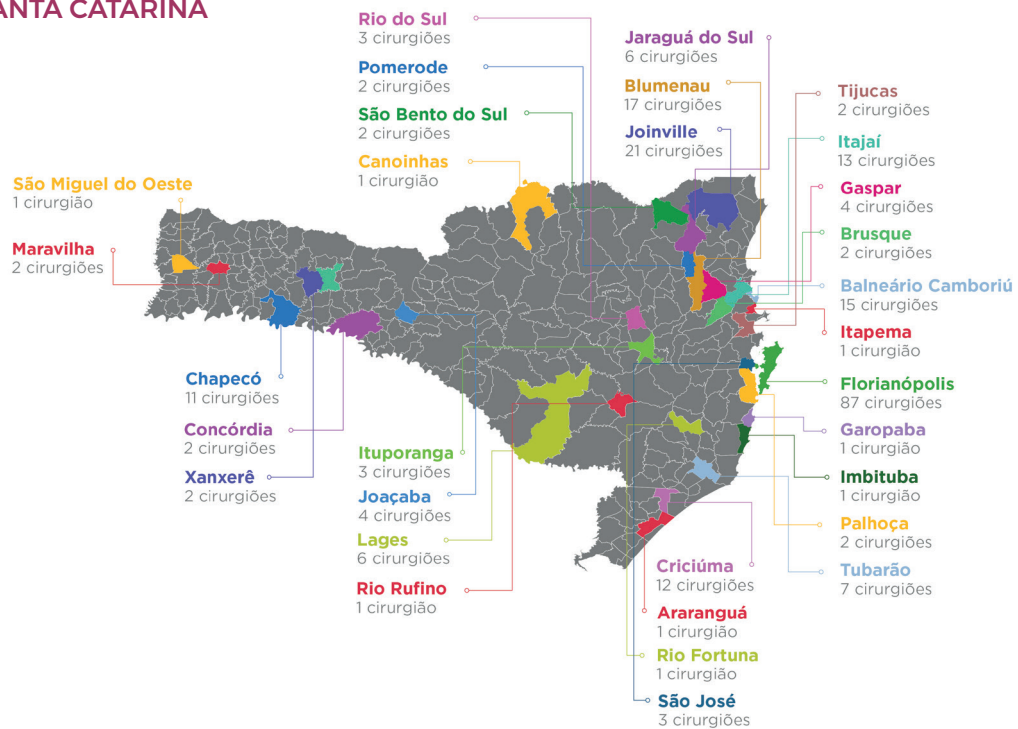 ANTA CATARINA
Rio do Sul
3 cirurgiões
Pomerode
2 cirurgiões
São Bento do Sul
2 cirurgiões
Canoinhas
1 cirurgião
São Miguel do Oeste
1 cirurgião
Maravilha
2 cirurgiões
Jaraguá do Sul
6 cirurgiões
Blumenau
17 cirurgiões
Joinville
21 cirurgiões
Tijucas
2 cirurgiões
Itajaí
13 cirurgiões
Gaspar
4 cirurgiões
Brusque
2 cirurgiões
Balneário Camboriú
15 cirurgiões
Itapema
1 cirurgião
Florianópolis
87 cirurgiões
Garopaba
1 cirurgião
Imbituba
1 cirurgião
Palhoça
2 cirurgiões
Tubarão
7 cirurgiões
Chapecó
11 cirurgiões
Concórdia
2 cirurgiões
Xanxerê
2 cirurgiões
Ituporanga
3 cirurgiões
Joaçaba
4 cirurgiões
Lages
6 cirurgiões
Rio Rufino
1 cirurgião
Criciúma
12 cirurgiões
Araranguá
1 cirurgião
Rio Fortuna
1 cirurgião
São José
3 cirurgiões